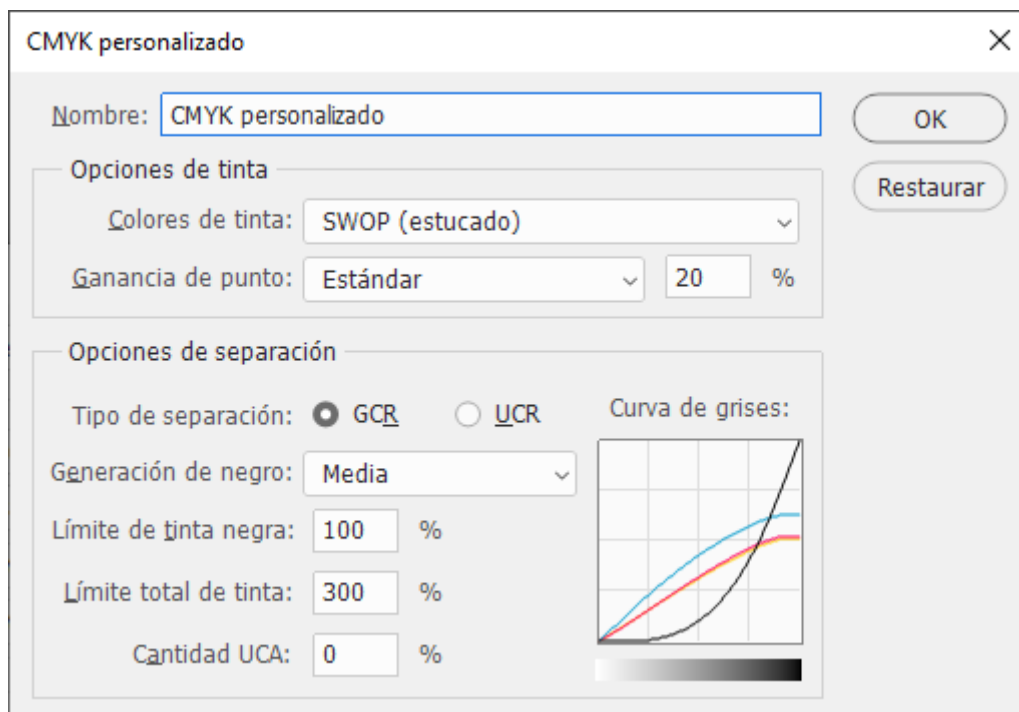 CMYK personalizado
Nombre: CMYK personalizado
OK
Restaurar
Opciones de tinta
Colores de tinta: SWOP (estucado)
Ganancia de punto: Estándar 20 %
Opciones de separación
Tipo de separación: GCR UCR
Curva de grises:
Generación de negro: Media
Límite de tinta negra: 100 %
Límite total de tinta: 300 %
Cantidad UCA: 0 %